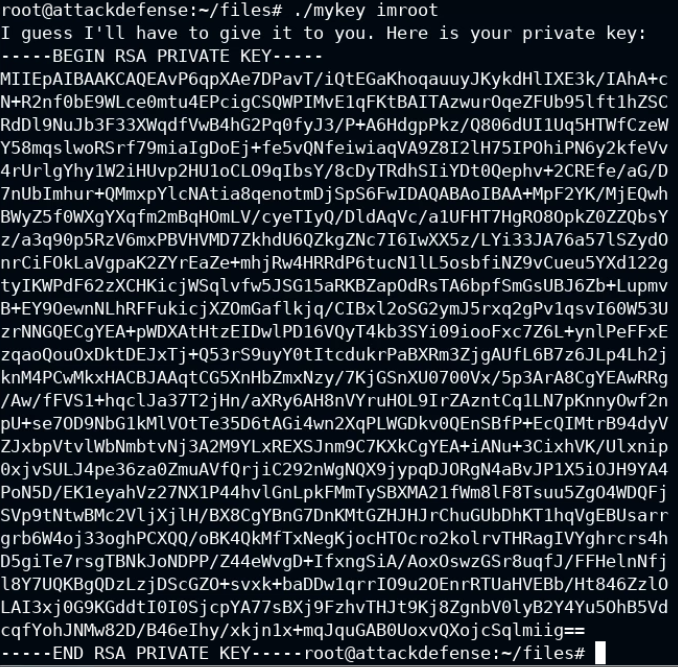 root@attackdefense:~/files# ./mykey imroot
I guess I'll have to give it to you. Here is your private key:
-----BEGIN RSA PRIVATE KEY-----
MIIEpAIBAAKCAQEAvP6qpXAe7DPavT/iQtEGaKhoqauuyJKykdHlIXE3k/IAhA+c
N+R2nf0bE9WLce0mtu4EPcigCSQWPIMvE1qFKtBAITAzwurOqeZFUb95lft1hZSC
RdDl9NuJb3F33XWqdfVwB4hG2Pq0fyJ3/P+A6HdgpPkz/Q806dUI1Uq5HTWfCzeW
Y58mqslwoRSrf79miaIgDoEj+fe5vQNfeiwiaqVA9Z8I2lH75IPOhiPN6y2kfeVv
4rUrlgYhy1W2iHUvp2HU1oCLO9qIbsY/8cDyTRdhSIiYDt0Qephv+2CREfe/aG/D
7nUbImhur+QMmxpYlcNAtia8qenotmDjSpS6FwIDAQABAoIBAA+MpF2YK/MjEQwh
BWyZ5f0WXgYXqfm2mBqHOmLV/cyeTIyQ/DldAqVc/a1UFHT7HgRO8OpkZ0ZZQbsY
z/a3q90p5RzV6mxPBVHVMD7ZkhdU6QZkgZNc7I6IwXX5z/LYi33JA76a57lSZydO
nrCiFOkLaVgpaK2ZYrEaZe+mhjRw4HRRdP6tucN1lL5osbfiNZ9vCueu5YXd122g
tyIKWPdF62zXCHKicjWSqlvfw5JSG15aRKBZapOdRsTA6bpfSmGsUBJ6Zb+Lupmv
B+EY9OewnNLhRFFukicjXZOmGaflkjq/CIBxl2oSG2ymJ5rxq2gPv1qsvI60W53U
zrNNGQECgYEA+pWDXAtHtzEIDwlPD16VQyT4kb3SYi09iooFxc7Z6L+ynlPeFFxE
zqaoQouOxDktDEJxTj+Q53rS9uyY0tItcdukrPaBXRm3ZjgAUfL6B7z6JLp4Lh2j
knM4PCwMkxHACBJAAqtCG5XnHbZmxNzy/7KjGSnXU0700Vx/5p3ArA8CgYEAwRRg
/Aw/fFVS1+hqclJa37T2jHn/aXRy6AH8nVYruHOL9IrZAzntCq1LN7pKnnyOwf2n
pU+se7OD9NbG1kMlVOtTe35D6tAGi4wn2XqPLWGDkv0QEnSBfP+EcQIMtrB94dyV
ZJxbpVtvlWbNmbtvNj3A2M9YLxREXSJnm9C7KXkCgYEA+iANu+3CixhVK/Ulxnip
0xjvSULJ4pe36za0ZmuAVfQrjiC292nWgNQX9jypqDJORgN4aBvJP1X5iOJH9YA4
PoN5D/EK1eyahVz27NX1P44hvlGnLpkFMmTySBXMA21fWm8lF8Tsuu5ZgO4WDQFj
SVp9tNtwBMc2VljXjlH/BX8CgYBnG7DnKMtGZHJHJrChuGUbDhKT1hqVgEBUsarr
grb6W4oj33oghPCXQQ/oBK4QkMfTxNegKjocHTOcro2kolrvTHRagIVYghrcrs4h
D5giTe7rsgTBNkJoNDPP/Z44eWvgD+IfxngSiA/AoxOswzGSr8uqfJ/FFHelnNfj
l8Y7UQKBgQDzLzjDScGZO+svxk+baDDw1qrrIO9u2OEnrRTUaHVEBb/Ht846ZzlO
LAI3xj0G9KGddtI0I0SjcpYA77sBXj9FzhvTHJt9Kj8ZgnbV0lyB2Y4Yu5OhB5Vd
cqfYohJNMw82D/B46eIhy/xkjn1x+mqJquGAB0UoxvQXojcSqlmiig==
-----END RSA PRIVATE KEY-----root@attackdefense:~/files#